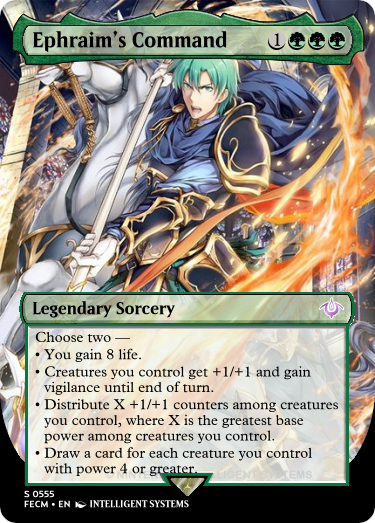 Ephraim's Command 1
Legendary Sorcery
Choose two —
• You gain 8 life.
• Creatures you control get +1/+1 and gain
vigilance until end of turn.
• Distribute X +1/+1 counters among creatures
you control, where X is the greatest base
power among creatures you control.
• Draw a card for each creature you control
with power 4 or greater.
S 0555
FECM • EN INTELLIGENT SYSTEMS